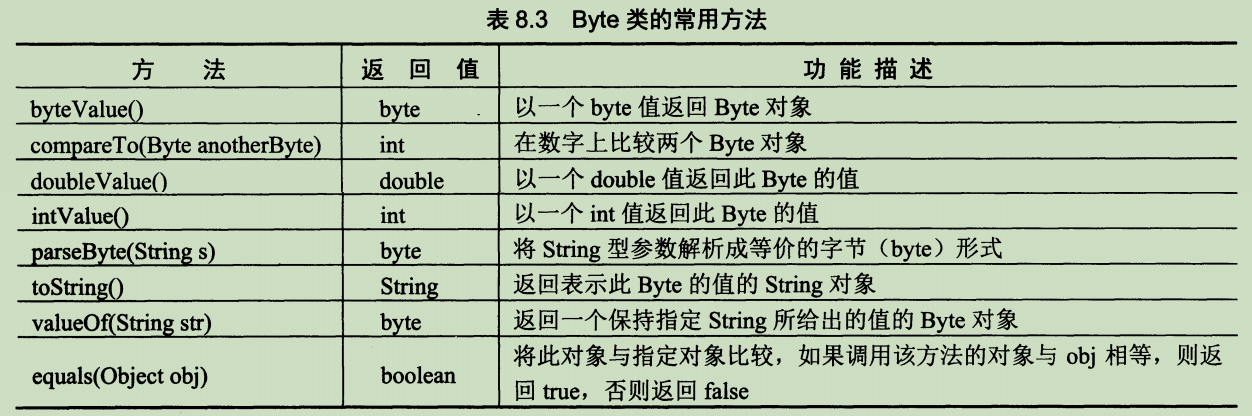 表 8.3 Byte 类的常用方法
方 法 返 回 值 功 能 描 述
byteValue() byte 以一个 byte 值返回 Byte 对象
compareTo(Byte anotherByte) int 在数字上比较两个 Byte 对象
doubleValue() double 以一个 double 值返回此 Byte 的值
intValue() int 以一个 int 值返回此 Byte 的值
parseByte(String s) byte 将 String 型参数解析成等价的字节（byte）形式
toString() String 返回表示此 Byte 的值的 String 对象
valueOf(String str) byte 返回一个保持指定 String 所给出的值的 Byte 对象
equals(Object obj) boolean 将此对象与指定对象比较，如果调用该方法的对象与 obj 相等，则返
回 true，否则返回 false